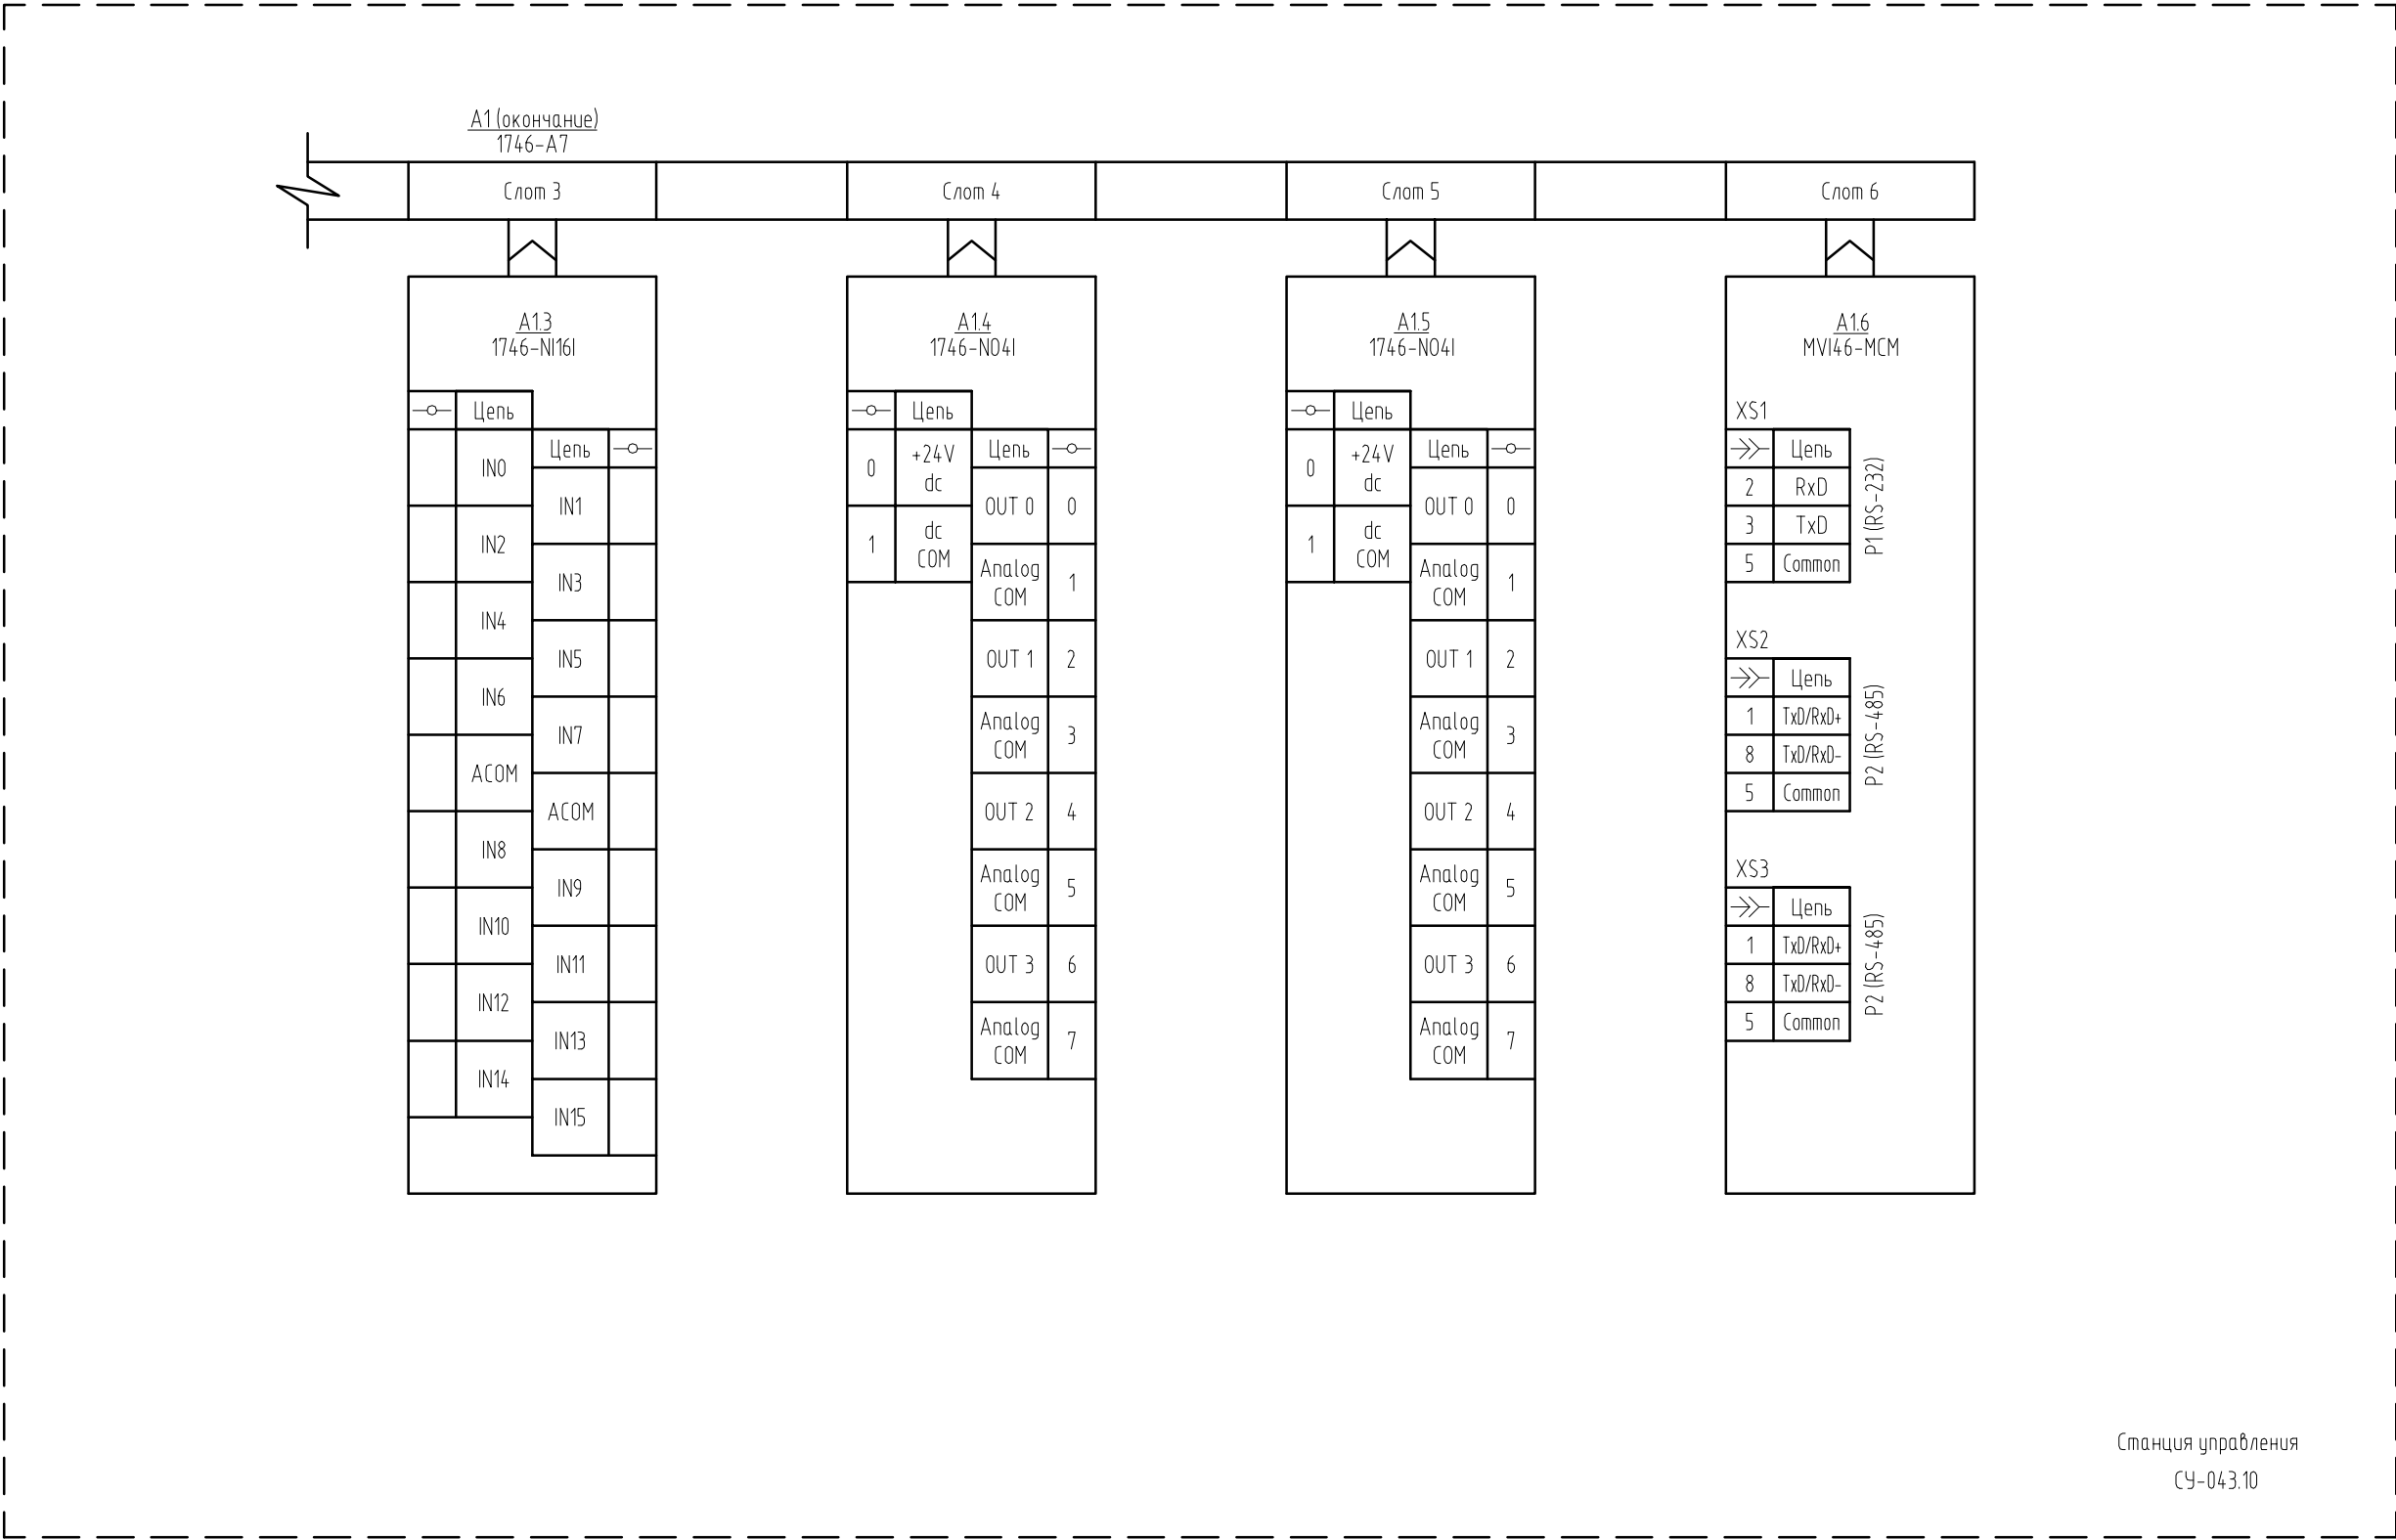 А1 (окончание)
1746-А7
Слот 3
Слот 4
Слот 5
Слот 6
А1.3
1746-NI16I
Цепь
Цепь
IN0
IN1
IN2
IN3
IN4
IN5
IN6
IN7
ACOM
ACOM
IN8
IN9
IN10
IN11
IN12
IN13
IN14
IN15
А1.4
1746-NO4I
Цепь
0
+24V
dc
1
dc
COM
Цепь
OUT 0
0
Analog
COM
1
OUT 1
2
Analog
COM
3
OUT 2
4
Analog
COM
5
OUT 3
6
Analog
COM
7
А1.5
1746-NO4I
Цепь
0
+24V
dc
1
dc
COM
Цепь
OUT 0
0
Analog
COM
1
OUT 1
2
Analog
COM
3
OUT 2
4
Analog
COM
5
OUT 3
6
Analog
COM
7
А1.6
MVI46-MCM
XS1
Цепь
2 RxD
3 TxD
5 Common
P1 (RS-232)
XS2
Цепь
1 TxD/RxD+
8 TxD/RxD-
5 Common
P2 (RS-485)
XS3
Цепь
1 TxD/RxD+
8 TxD/RxD-
5 Common
P2 (RS-485)
Станция управления
СУ-043.10